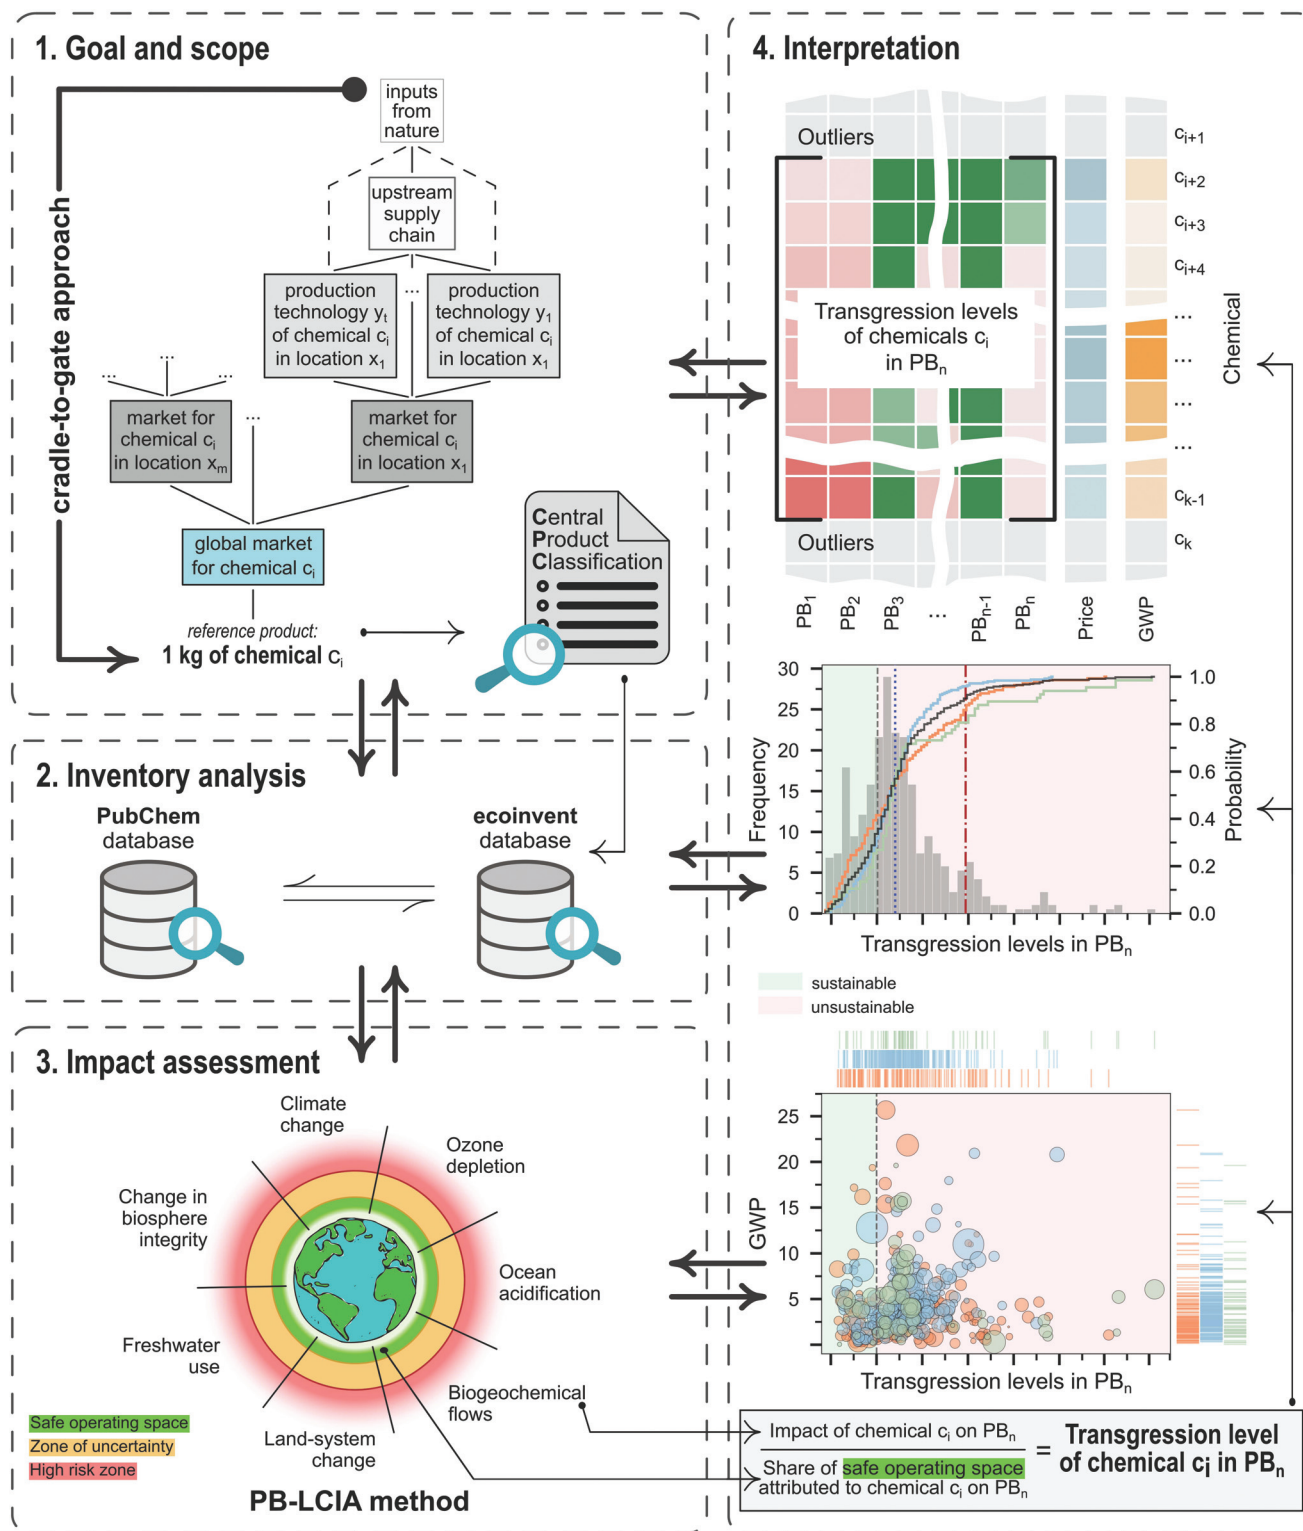 1. Goal and scope
inputs
from
nature
upstream
supply
chain
production
technology yt
of chemical ci
in location x1
...
production
technology y1
of chemical ci
in location x1
cradle-to-gate approach
...
...
...
...
market for
chemical ci
in location xm
market for
chemical ci
in location x1
global market
for chemical ci
reference product:
1 kg of chemical ci
Central
Product
Classification
2. Inventory analysis
PubChem
database
ecoinvent
database
3. Impact assessment
Climate
change
Ozone
depletion
Change in
biosphere
integrity
Ocean
acidification
Freshwater
use
Biogeochemical
flows
Land-system
change
Safe operating space
Zone of uncertainty
High risk zone
PB-LCIA method
4. Interpretation
Outliers
Transgression levels
of chemicals ci
in PBn
Outliers
ci+1
ci+2
ci+3
ci+4
...
...
...
...
ck-1
ck
Chemical
PB1
PB2
PB3
...
PBn-1
PBn
Price
GWP
30
25
20
15
10
5
0
Frequency
1.0
0.8
0.6
0.4
0.2
0.0
Probability
Transgression levels in PBn
sustainable
unsustainable
25
20
15
10
5
GWP
Transgression levels in PBn
Impact of chemical ci on PBn
Share of safe operating space
attributed to chemical ci on PBn
=
Transgression level
of chemical ci in PBn